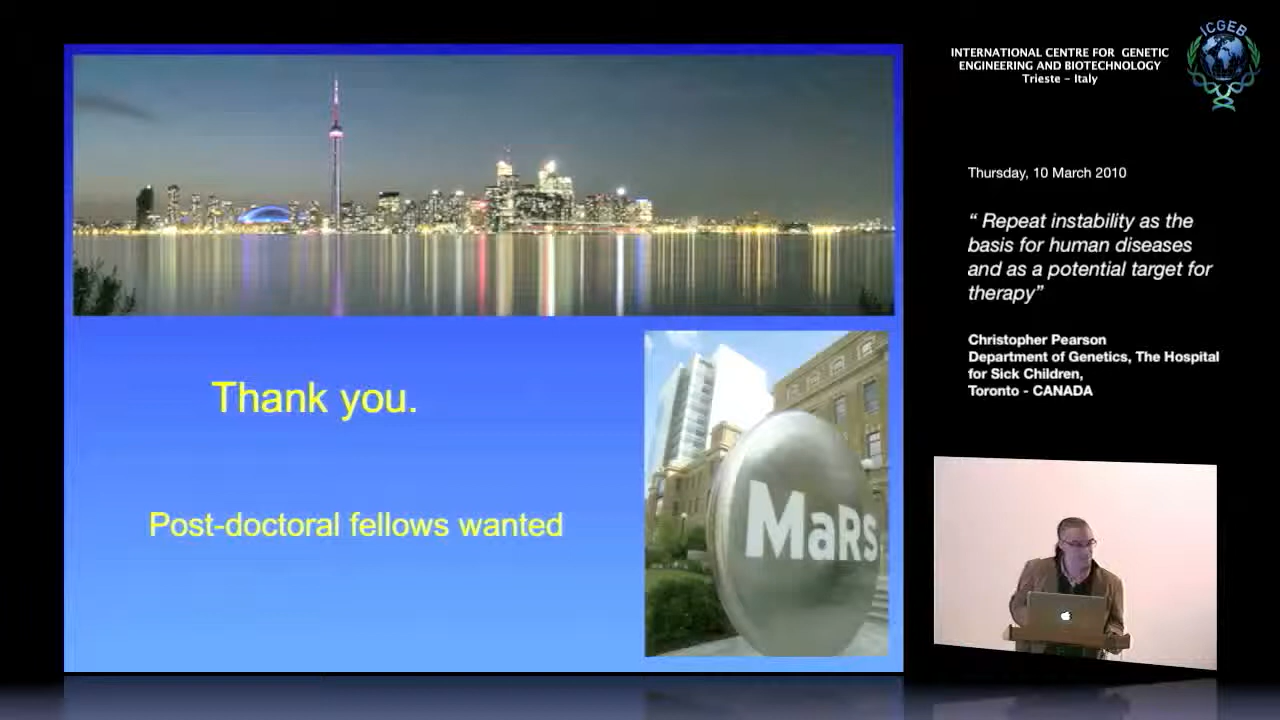 Thank you.
Post-doctoral fellows wanted
MaRs
INTERNATIONAL CENTRE FOR GENETIC
ENGINEERING AND BIOTECHNOLOGY
Trieste – Italy
ICGEB
Thursday, 10 March 2010
“ Repeat instability as the
basis for human diseases
and as a potential target for
therapy”
Christopher Pearson
Department of Genetics, The Hospital
for Sick Children,
Toronto - CANADA